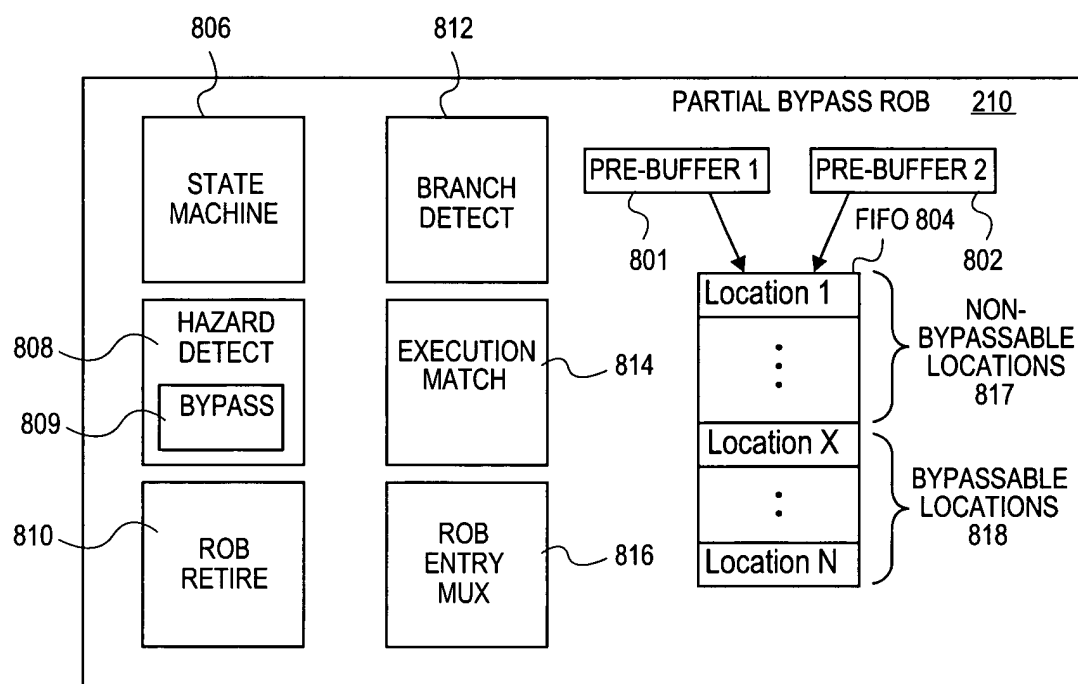 806
812
PARTIAL BYPASS ROB 210
STATE
MACHINE
BRANCH
DETECT
PRE-BUFFER 1
PRE-BUFFER 2
801
FIFO 804
802
Location 1
NON-
BYPASSABLE
LOCATIONS
817
808
HAZARD
DETECT
809
BYPASS
EXECUTION
MATCH
814
Location X
BYPASSABLE
LOCATIONS
818
Location N
810
ROB
RETIRE
ROB
ENTRY
MUX
816